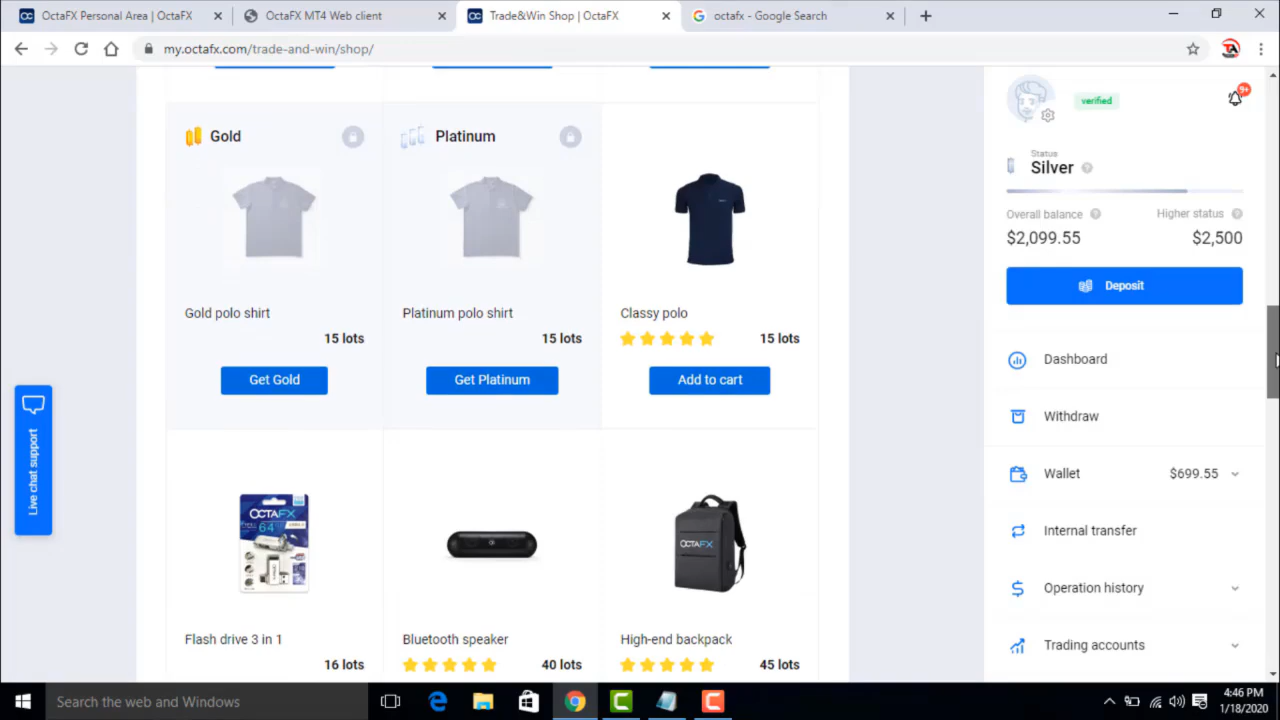 OctaFX Personal Area | OctaFX
OctaFX MT4 Web client
Trade&Win Shop | OctaFX
octafx - Google Search
my.octafx.com/trade-and-win/shop/
TA
Gold
Platinum
Gold polo shirt
Platinum polo shirt
Classy polo
15 lots
15 lots
15 lots
Get Gold
Get Platinum
Add to cart
OCTAFX
64
OCTAFX
Flash drive 3 in 1
Bluetooth speaker
High-end backpack
16 lots
40 lots
45 lots
Live chat support
verified
9+
Status
Silver
Overall balance
Higher status
$2,099.55
$2,500
Deposit
Dashboard
Withdraw
Wallet
$699.55
Internal transfer
Operation history
Trading accounts
Search the web and Windows
4:46 PM
1/18/2020